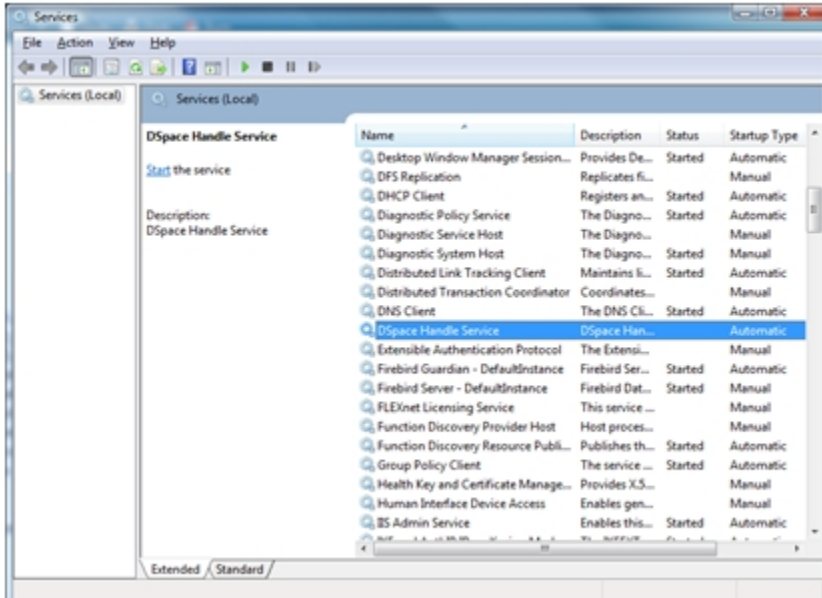 Services
File Action View Help
Services (Local)
Services (Local)
DSpace Handle Service
Start the service
Description:
DSpace Handle Service
Name Description Status Startup Type
Desktop Window Manager Session... Provides De... Started Automatic
DFS Replication Replicates fi... Manual
DHCP Client Registers an... Started Automatic
Diagnostic Policy Service The Diagno... Started Automatic
Diagnostic Service Host The Diagno... Manual
Diagnostic System Host The Diagno... Started Manual
Distributed Link Tracking Client Maintains li... Started Automatic
Distributed Transaction Coordinator Coordinates... Manual
DNS Client The DNS Cli... Started Automatic
DSpace Handle Service DSpace Han... Automatic
Extensible Authentication Protocol The Extensi... Manual
Firebird Guardian - DefaultInstance Firebird Ser... Started Automatic
Firebird Server - DefaultInstance Firebird Dat... Started Manual
FLEXnet Licensing Service This service ... Manual
Function Discovery Provider Host Host proces... Manual
Function Discovery Resource Publi... Publishes th... Started Automatic
Group Policy Client The service ... Started Automatic
Health Key and Certificate Manage... Provides X.5... Manual
Human Interface Device Access Enables gen... Manual
IIS Admin Service Enables this... Started Automatic
Extended Standard